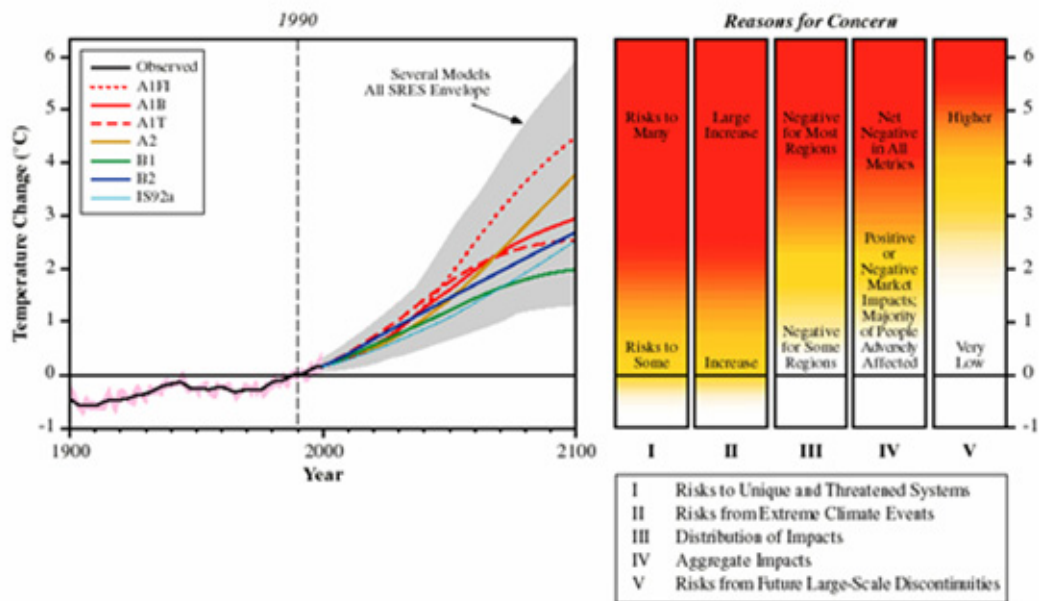 1990
Reasons for Concern
6
5
4
3
2
1
0
-1
Temperature Change (°C)
Observed
A1FI
A1B
A1T
A2
B1
B2
IS92a
Several Models
All SRES Envelope
1900
2000
2100
Year
Risks to
Many
Risks to
Some
Large
Increase
Increase
Negative
for Most
Regions
Negative
for Some
Regions
Net
Negative
in All
Metrics
Positive
or
Negative
Market
Impacts;
Majority
of People
Adversely
Affected
Higher
Very
Low
6
5
4
3
2
1
0
-1
I
II
III
IV
V
I Risks to Unique and Threatened Systems
II Risks from Extreme Climate Events
III Distribution of Impacts
IV Aggregate Impacts
V Risks from Future Large-Scale Discontinuities